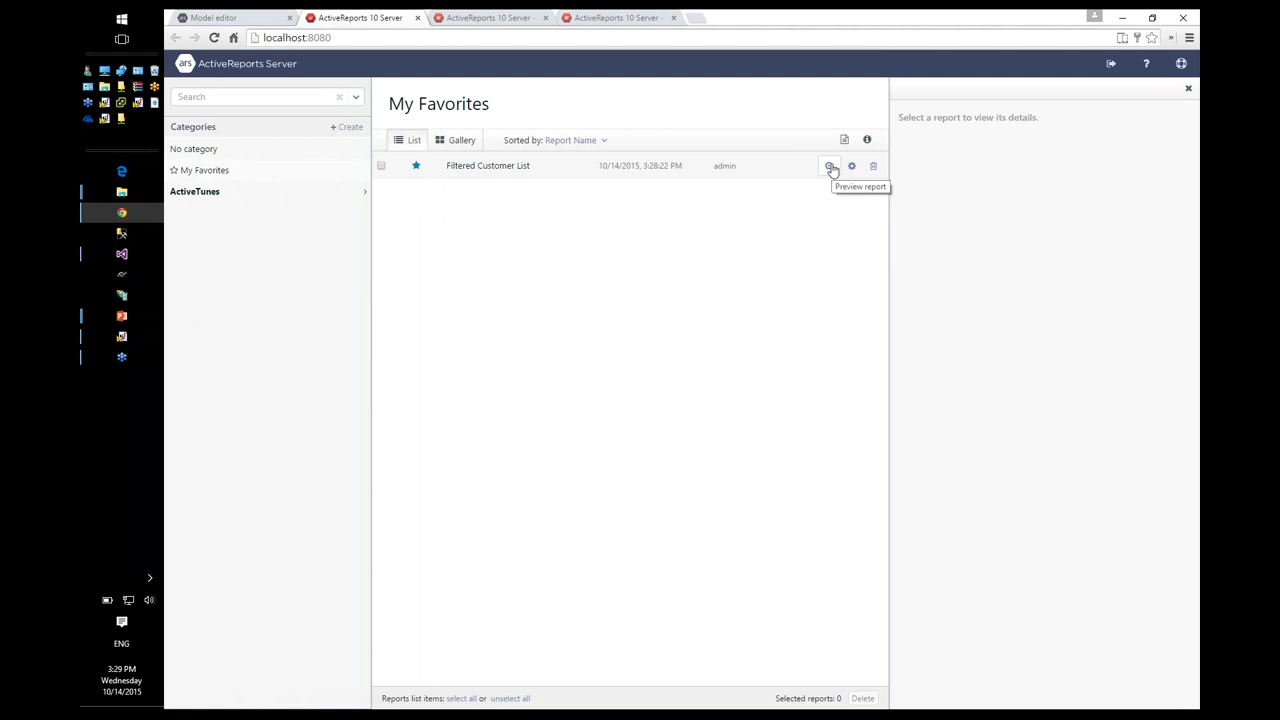 Model editor
ActiveReports 10 Server
ActiveReports 10 Server -
ActiveReports 10 Server -
localhost:8080
»
ars ActiveReports Server
?
Search
Categories
+ Create
No category
My Favorites
ActiveTunes
My Favorites
List
Gallery
Sorted by: Report Name
Filtered Customer List
10/14/2015, 3:28:22 PM
admin
Preview report
Select a report to view its details.
Reports list items: select all or unselect all
Selected reports: 0
Delete
ENG
3:29 PM
Wednesday
10/14/2015